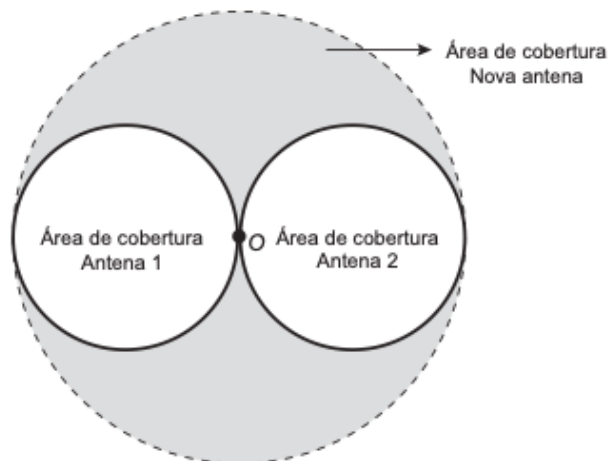 Área de cobertura
Nova antena
Área de cobertura
Antena 1
O
Área de cobertura
Antena 2